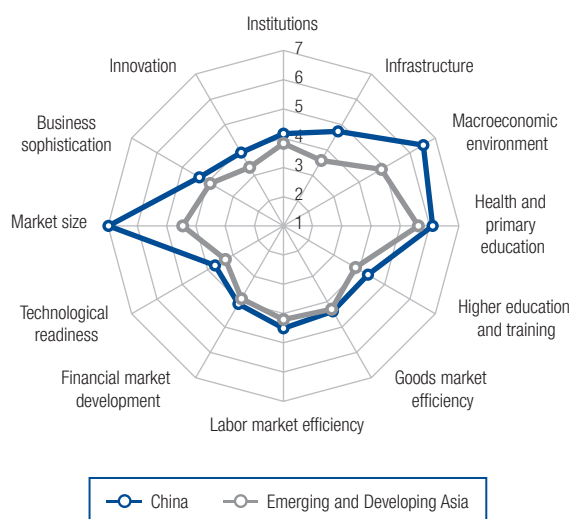 Institutions
Infrastructure
Macroeconomic
environment
Health and
primary
education
Higher education
and training
Goods market
efficiency
Labor market efficiency
Financial market
development
Technological
readiness
Market size
Business
sophistication
Innovation
7
6
5
4
3
2
1
China
Emerging and Developing Asia